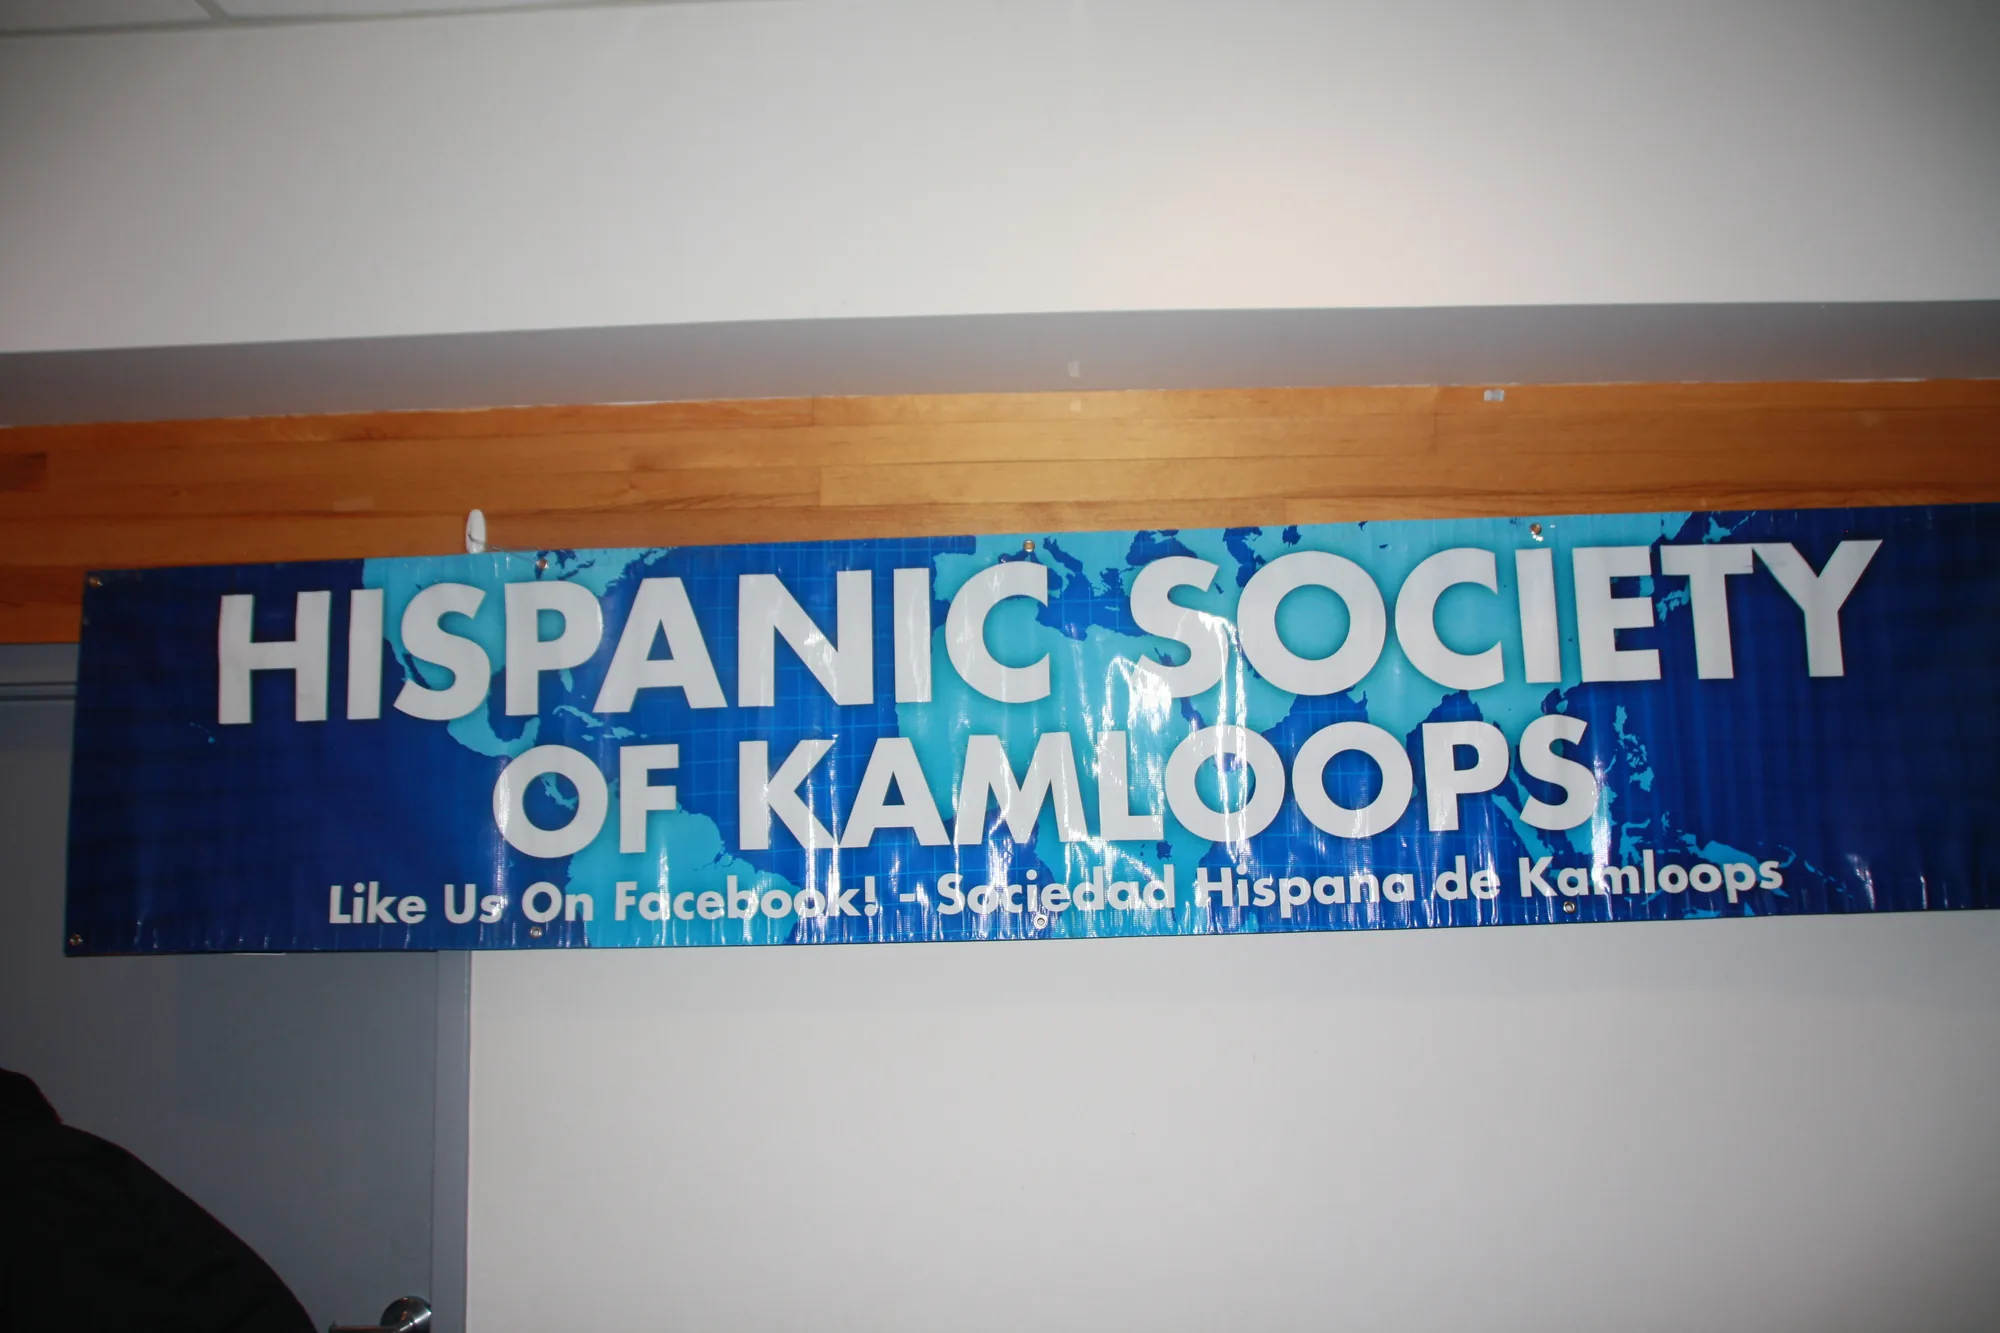 HISPANIC SOCIETY
OF KAMLOOPS
Like Us On Facebook! - Sociedad Hispana de Kamloops